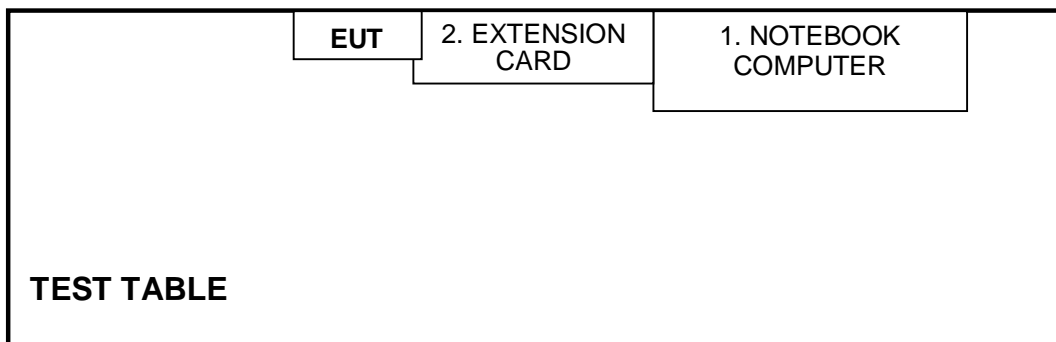 EUT
2. EXTENSION
CARD
1. NOTEBOOK
COMPUTER
TEST TABLE